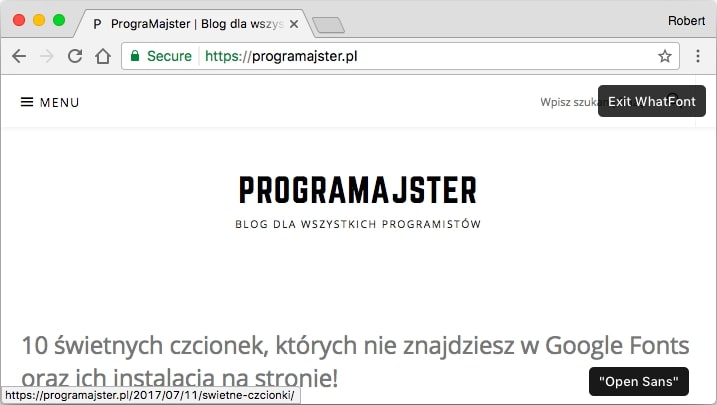 P PrograMajster | Blog dla wszys
Robert
Secure https://programajster.pl
MENU
Wpisz
Exit WhatFont
PROGRAMAJSTER
BLOG DLA WSZYSTKICH PROGRAMISTÓW
10 świetnych czcionek, których nie znajdziesz w Google Fonts
oraz ich instalacja na stronie!
"Open Sans"
https://programajster.pl/2017/07/11/swietne-czcionki/